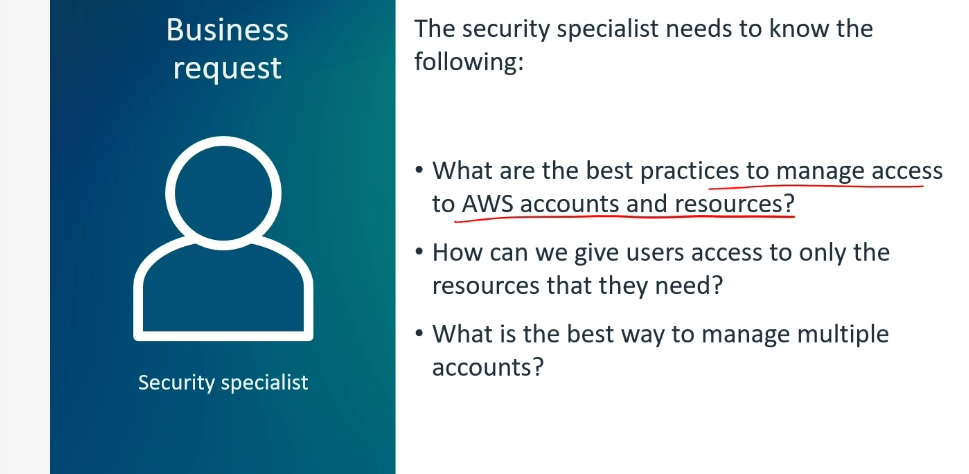 Business
request
Security specialist
The security specialist needs to know the
following:
• What are the best practices to manage access
to AWS accounts and resources?
• How can we give users access to only the
resources that they need?
• What is the best way to manage multiple
accounts?